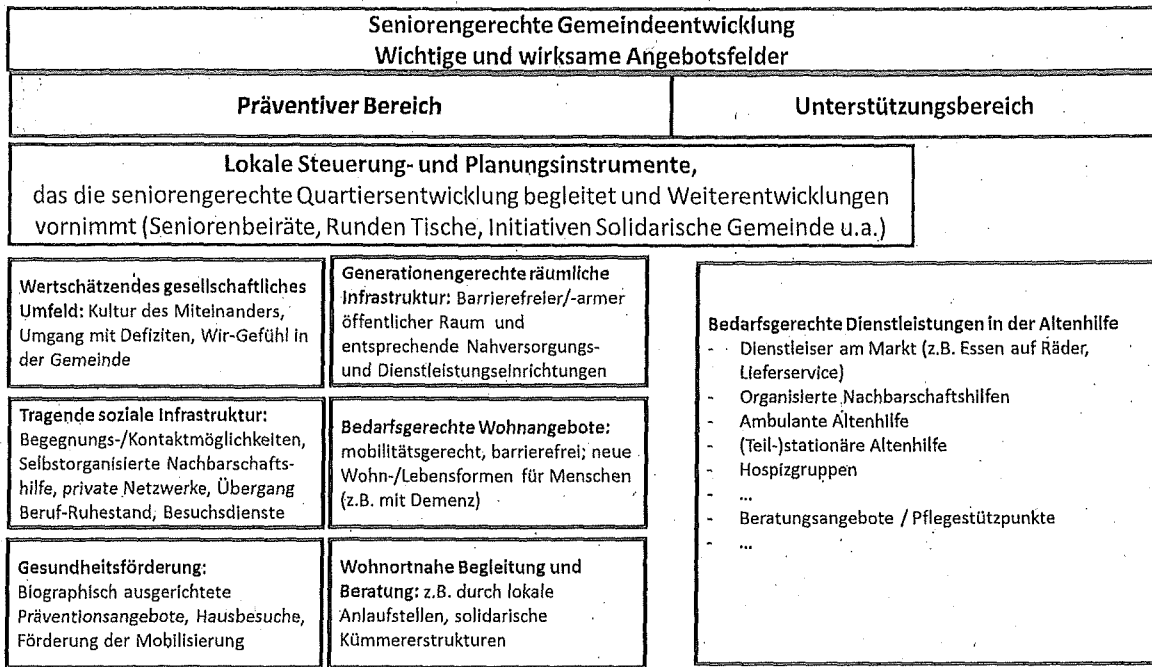 Seniorengerechte Gemeindeentwicklung
Wichtige und wirksame Angebotsfelder
Präventiver Bereich
Unterstützungsbereich
Lokale Steuerung- und Planungsinstrumente,
das die seniorengerechte Quartiersentwicklung begleitet und Weiterentwicklungen
vornimmt (Seniorenbeiräte, Runden Tische, Initiativen Solidarische Gemeinde u.a.)
Wertschätzendes gesellschaftliches
Umfeld: Kultur des Miteinanders,
Umgang mit Defiziten, Wir-Gefühl in
der Gemeinde
Generationengerechte räumliche
Infrastruktur: Barrierefreier/-armer
öffentlicher Raum und
entsprechende Nahversorgungs-
und Dienstleistungseinrichtungen
Tragende soziale Infrastruktur:
Begegnungs-/Kontaktmöglichkeiten,
Selbstorganisierte Nachbarschafts-
hilfe, private Netzwerke, Übergang
Beruf-Ruhestand, Besuchsdienste
Bedarfsgerechte Wohnangebote:
mobilitätsgerecht, barrierefrei; neue
Wohn-/Lebensformen für Menschen
(z.B. mit Demenz)
Gesundheitsförderung:
Biographisch ausgerichtete
Präventionsangebote, Hausbesuche,
Förderung der Mobilisierung
Wohnortnahe Begleitung und
Beratung: z.B. durch lokale
Anlaufstellen, solidarische
Kümmererstrukturen
Bedarfsgerechte Dienstleistungen in der Altenhilfe
- Dienstleiser am Markt (z.B. Essen auf Räder,
Lieferservice)
- Organisierte Nachbarschaftshilfen
- Ambulante Altenhilfe
- (Teil-)stationäre Altenhilfe
- Hospizgruppen
- ...
- Beratungsangebote / Pflegestützpunkte
- ...